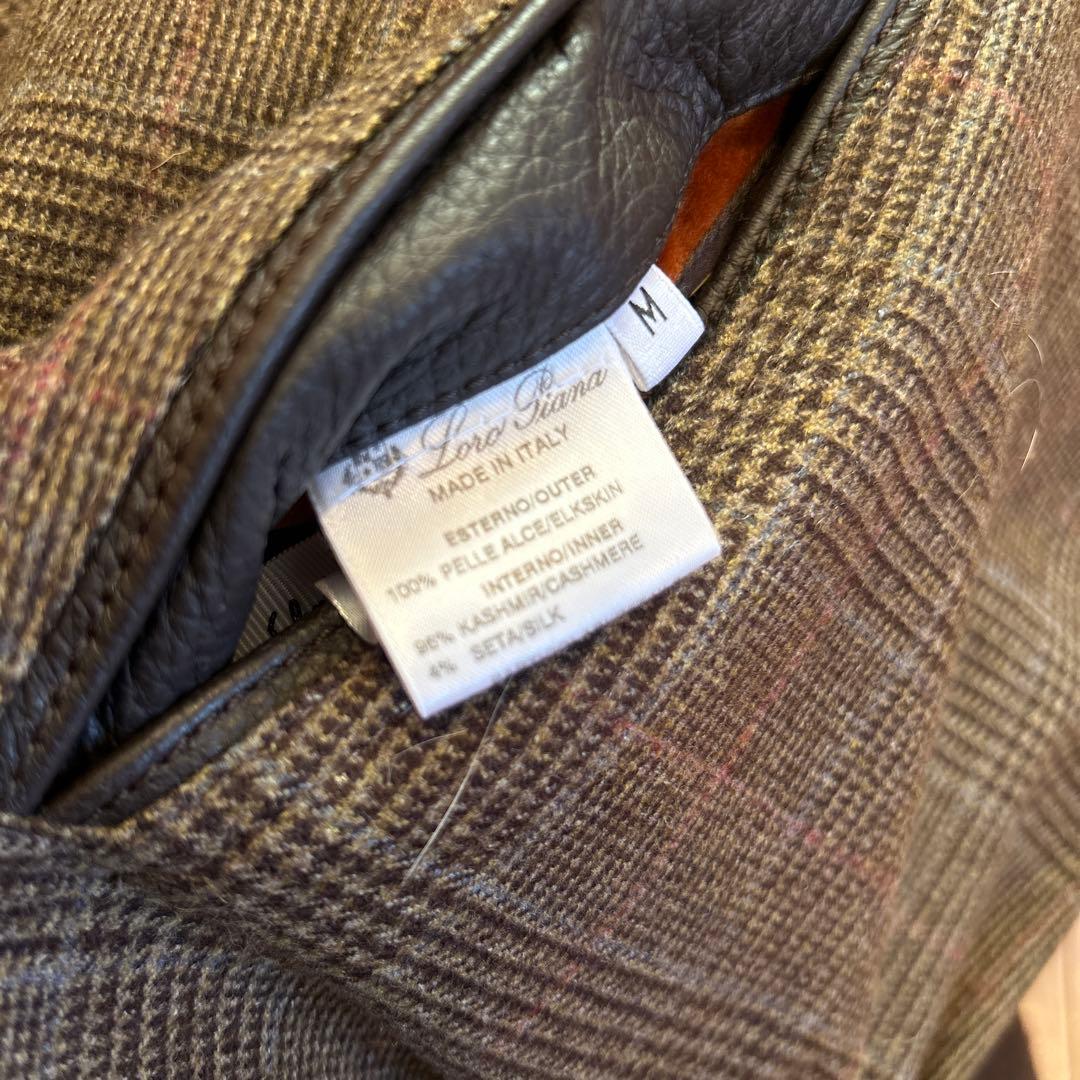 M
Loro Piana
MADE IN ITALY
ESTERNO/OUTER
100% PELLE ALCE/ELKSKIN
INTERNO/INNER
96% KASHMIR/CASHMERE
4% SETA/SILK